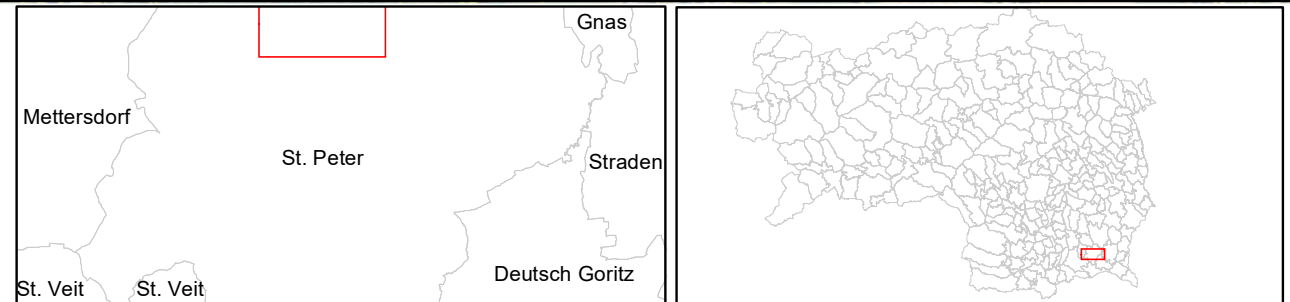 Gnas
Mettersdorf
St. Peter
Straden
Deutsch Goritz
St. Veit
St. Veit